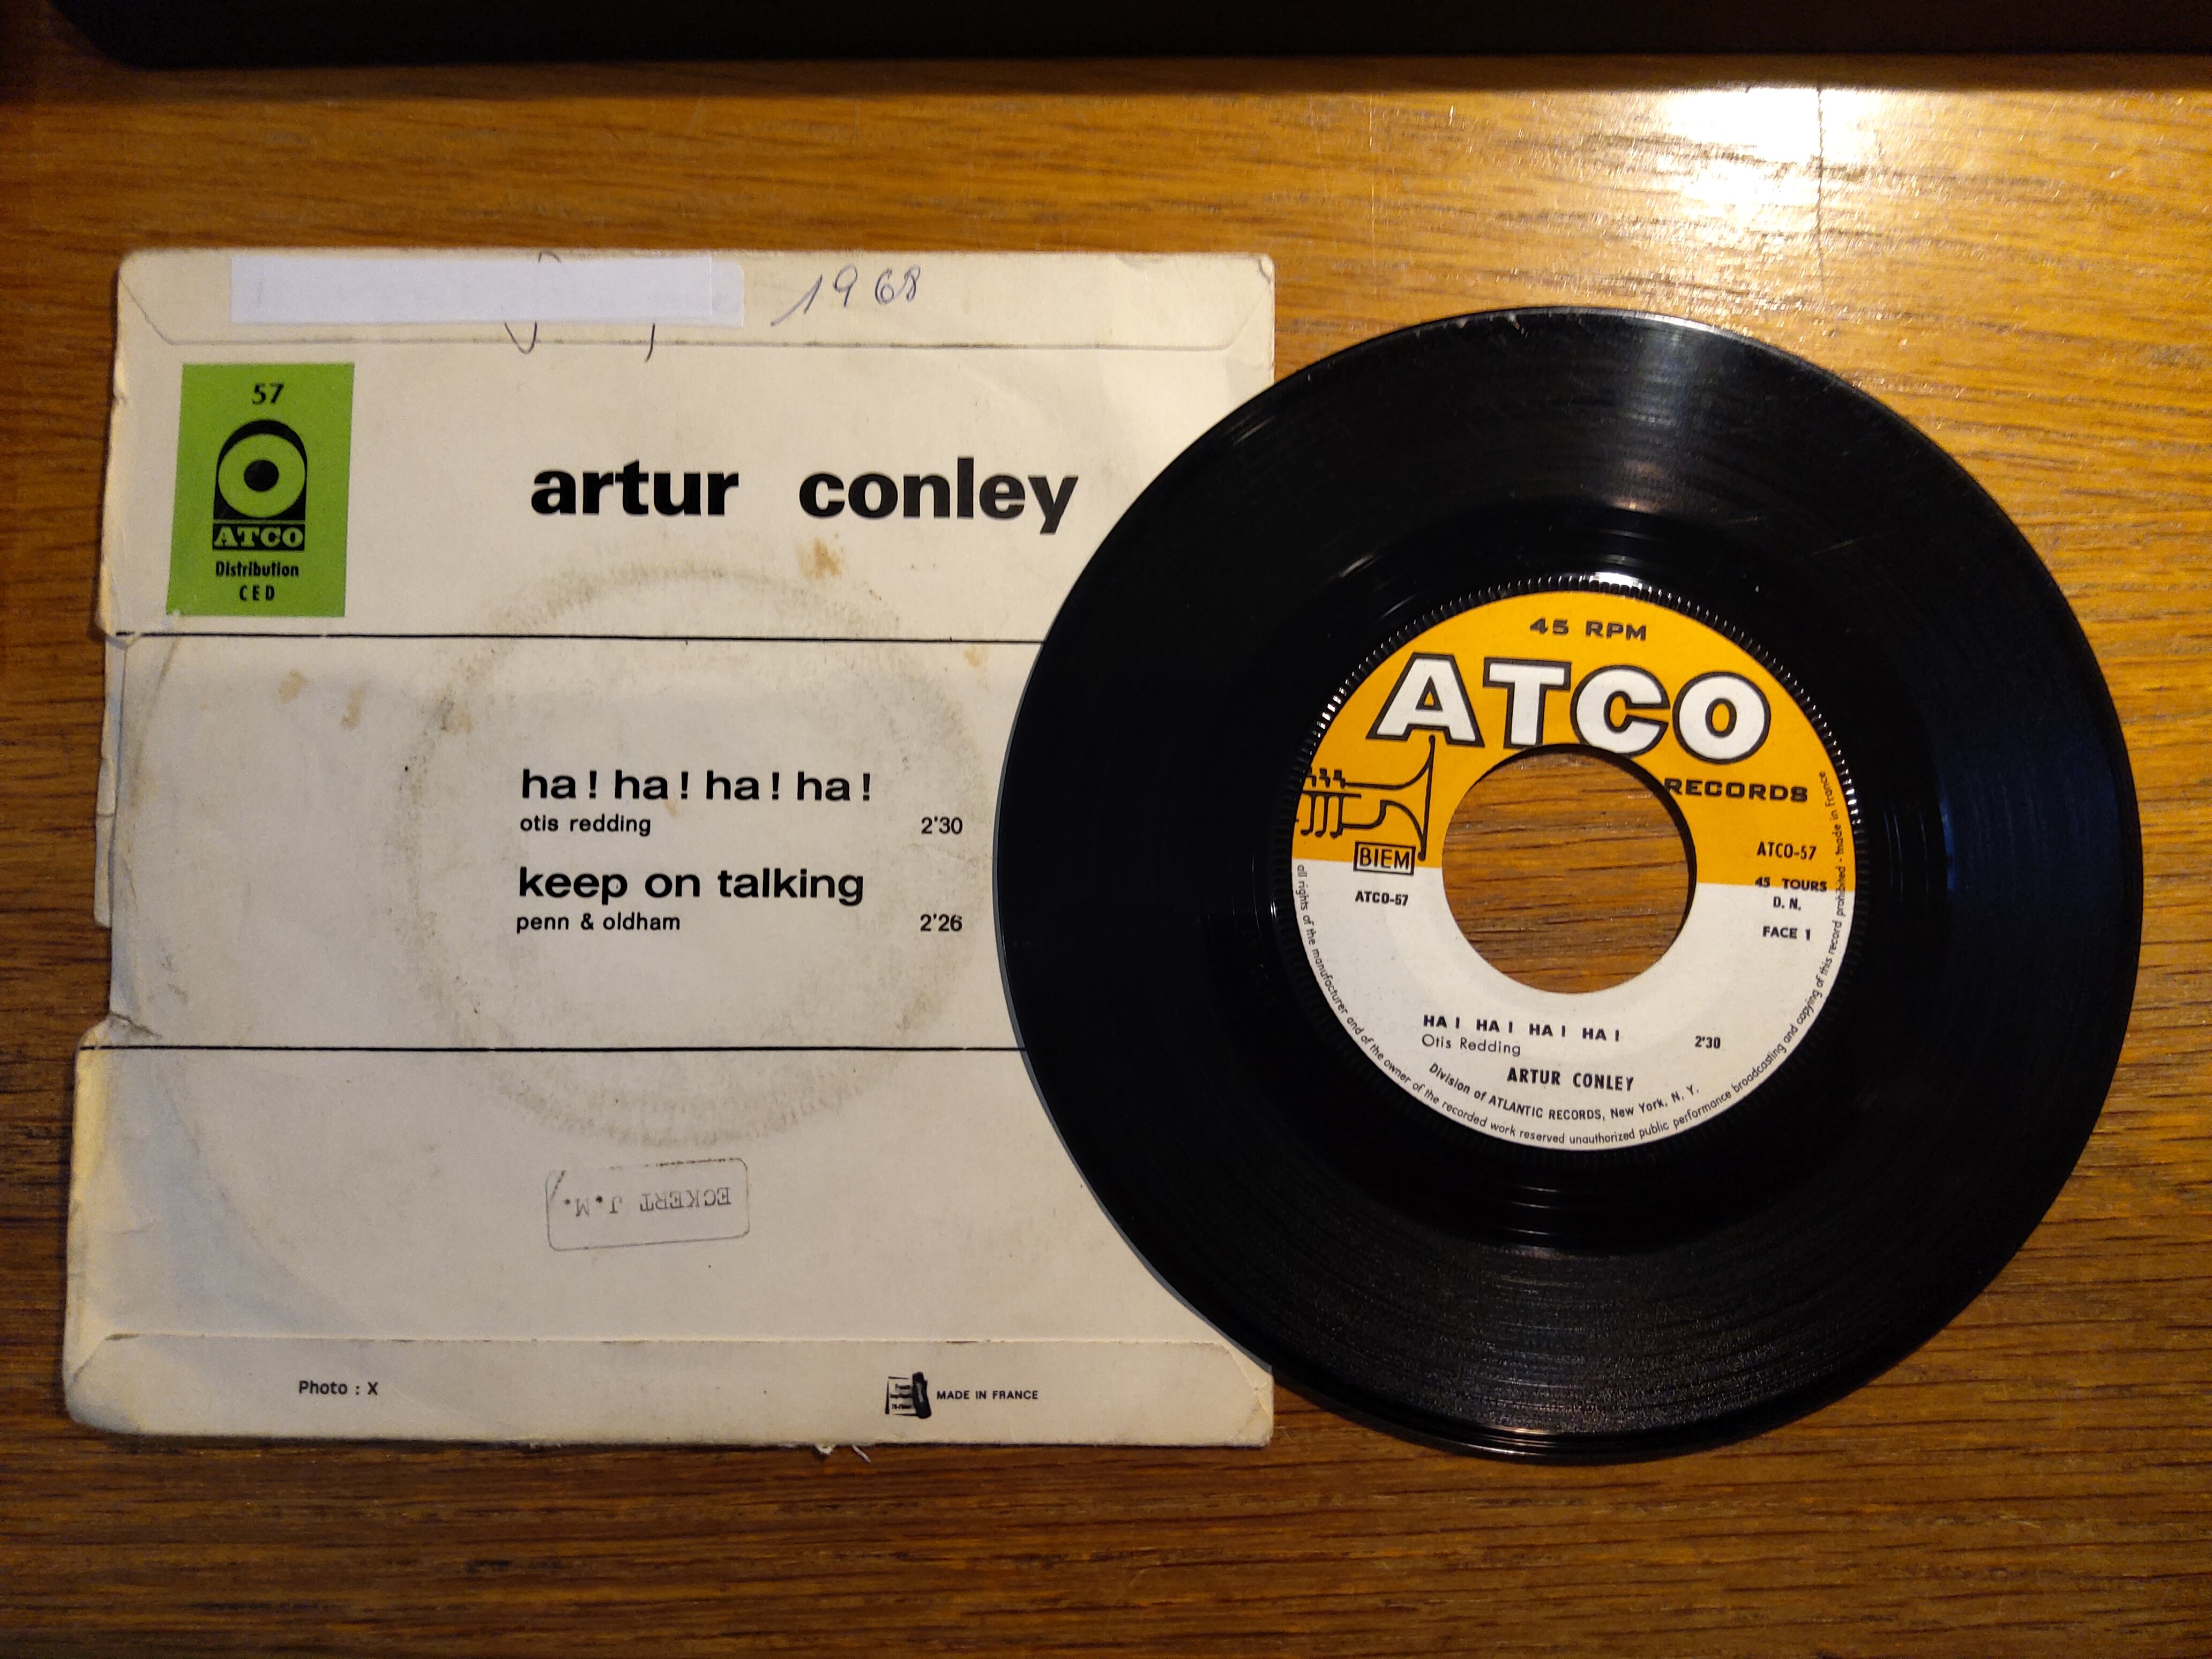 1968
57
ATCO
Distribution
CED
artur conley
ha! ha! ha! ha!
otis redding 2'30
keep on talking
penn & oldham 2'26
ECKERT J.M.
Photo : X
MADE IN FRANCE
45 RPM
ATCO
RECORDS
BIEM
ATCO-57
ATCO-57
45 TOURS
D. N.
FACE 1
HA ! HA ! HA ! HA !
2'30
Otis Redding
ARTUR CONLEY
Division of ATLANTIC RECORDS, New York, N. Y.
all rights of the manufacturer and of the owner of the recorded work reserved unauthorized public performance broadcasting and copying of this record prohibited - made in France